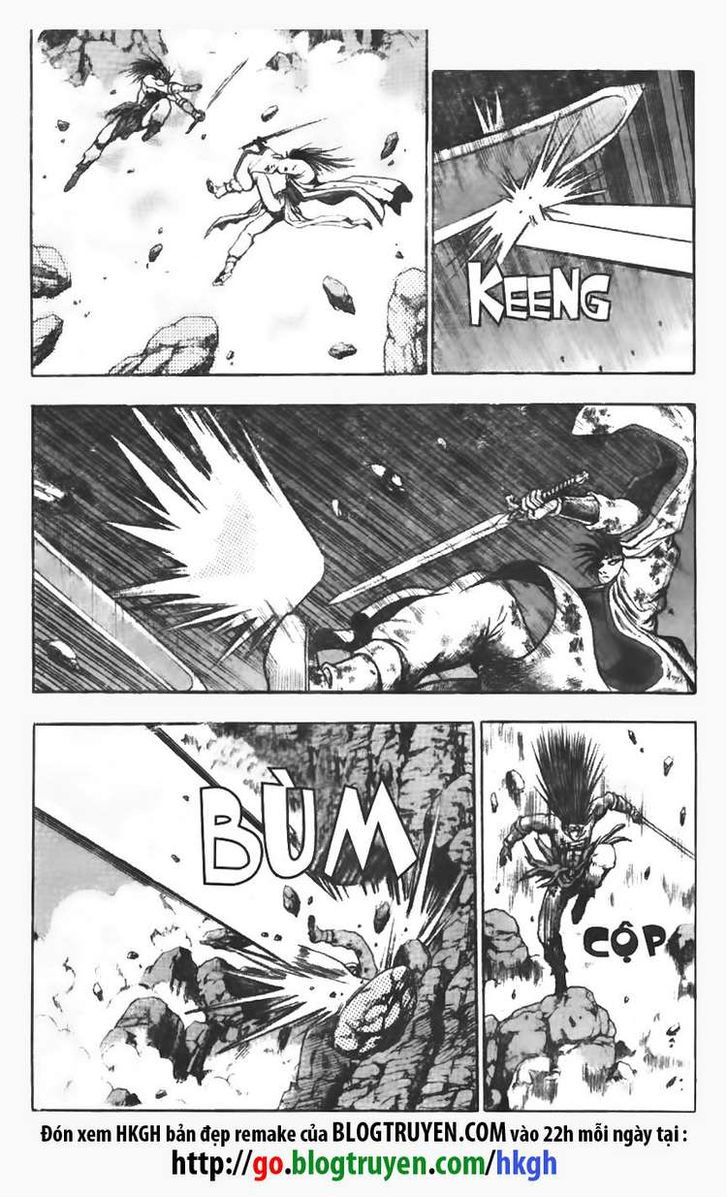 KEENG
BÙM
CỘP
Đón xem HKGH bản đẹp remake của BLOGTRUYEN.COM vào 22h mỗi ngày tại :
http://go.blogtruyen.com/hkgh